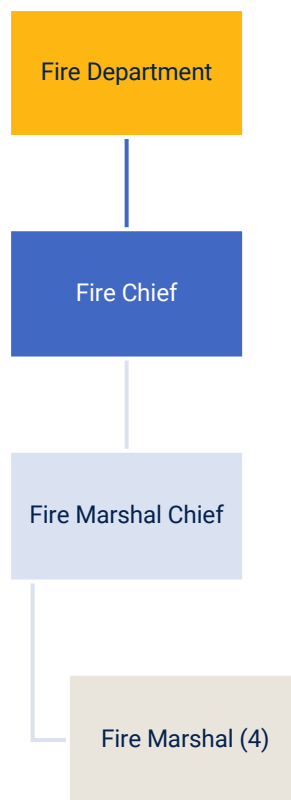 Fire Department
Fire Chief
Fire Marshal Chief
Fire Marshal (4)